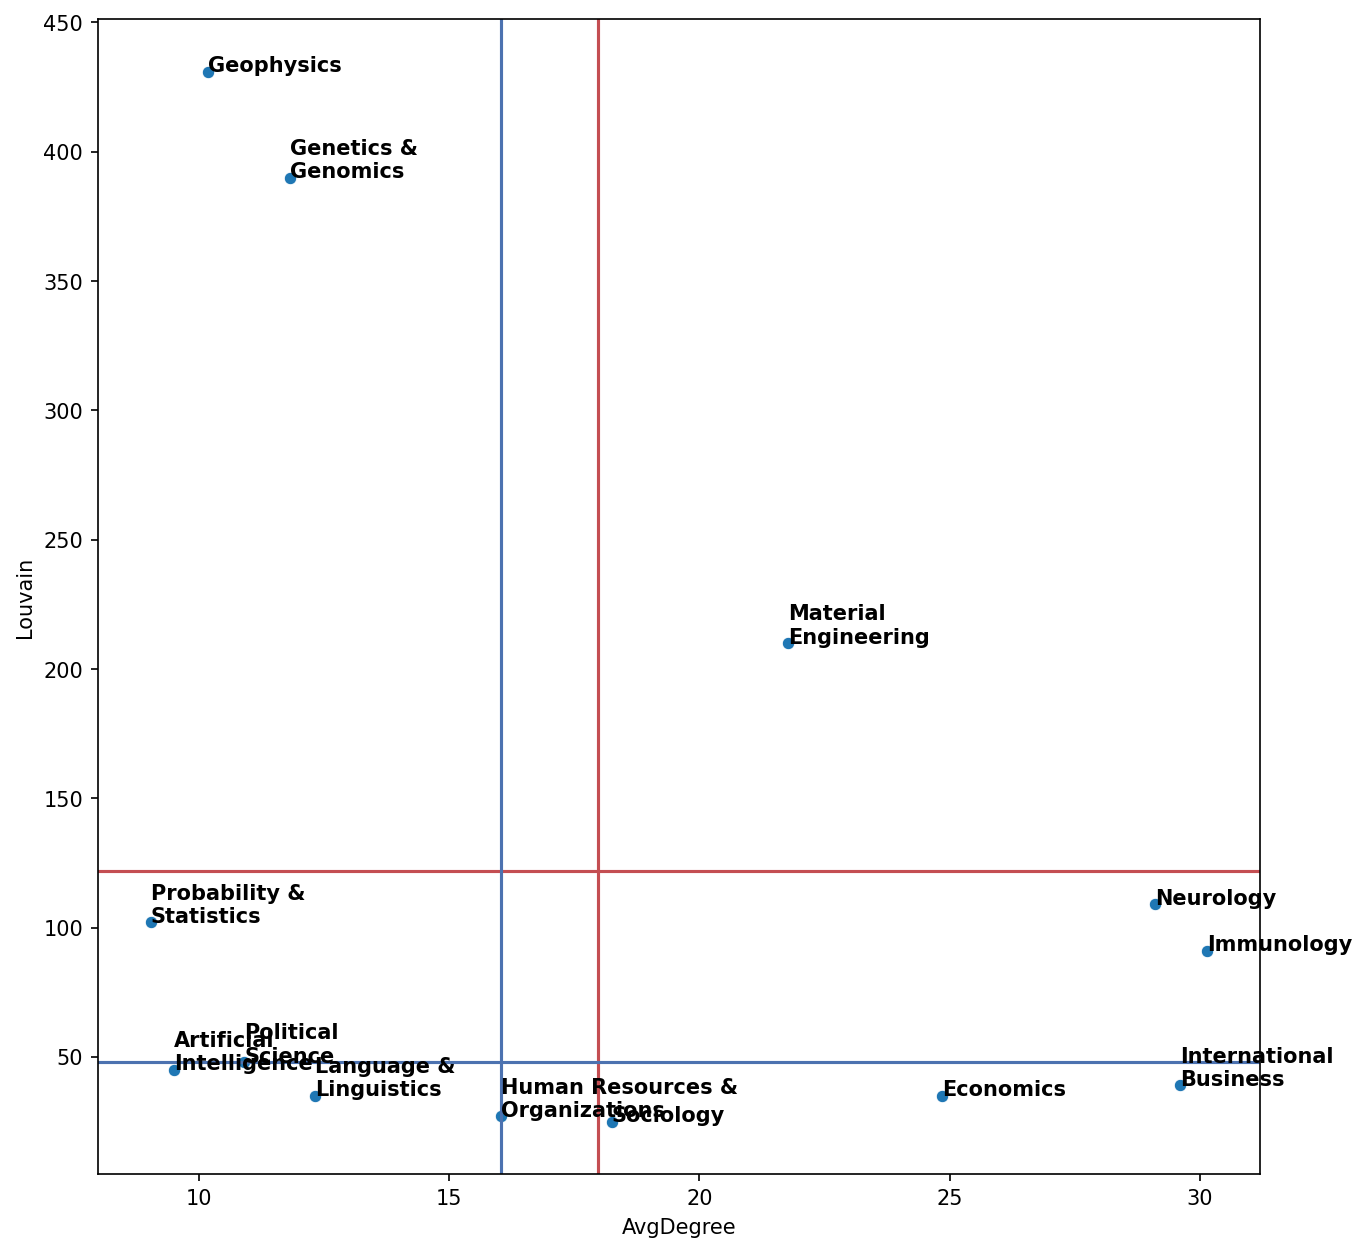 450
400
350
300
250
200
150
100
50
Louvain
Geophysics
Genetics &
Genomics
Material
Engineering
Probability &
Statistics
Neurology
Immunology
Artificial
Intelligence
Political
Science
Language &
Linguistics
Human Resources &
Organizations
Sociology
Economics
International
Business
10
15
20
25
30
AvgDegree